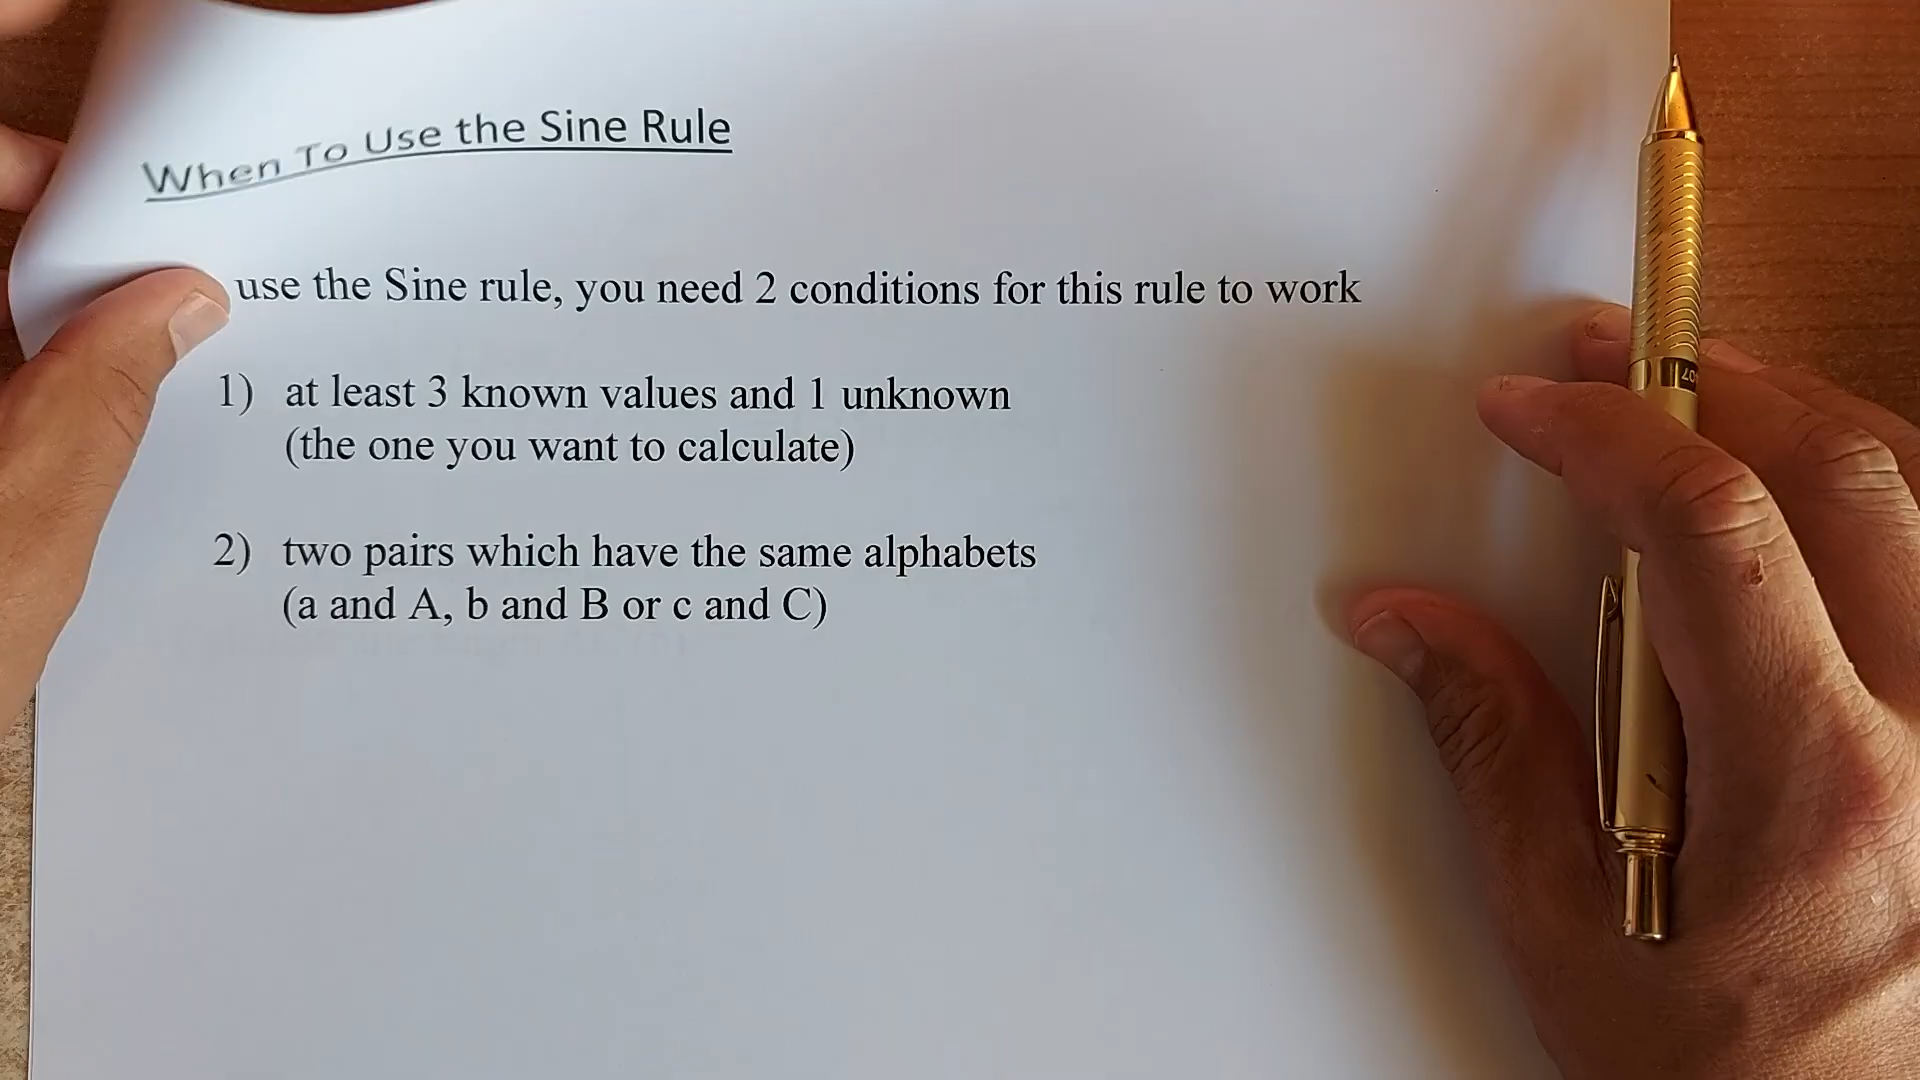 When To Use the Sine Rule
use the Sine rule, you need 2 conditions for this rule to work
1) at least 3 known values and 1 unknown
(the one you want to calculate)
2) two pairs which have the same alphabets
(a and A, b and B or c and C)